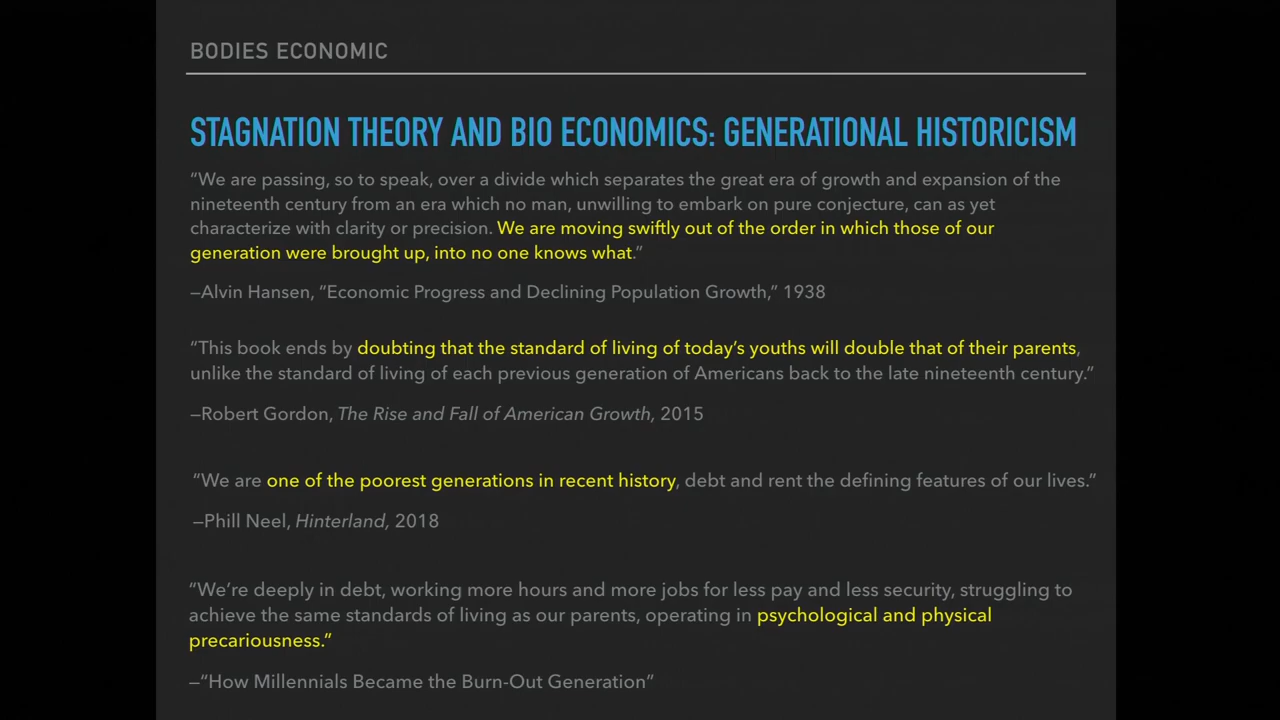 BODIES ECONOMIC
STAGNATION THEORY AND BIO ECONOMICS: GENERATIONAL HISTORICISM
“We are passing, so to speak, over a divide which separates the great era of growth and expansion of the
nineteenth century from an era which no man, unwilling to embark on pure conjecture, can as yet
characterize with clarity or precision. We are moving swiftly out of the order in which those of our
generation were brought up, into no one knows what.”
—Alvin Hansen, “Economic Progress and Declining Population Growth,” 1938
“This book ends by doubting that the standard of living of today’s youths will double that of their parents,
unlike the standard of living of each previous generation of Americans back to the late nineteenth century.”
—Robert Gordon, The Rise and Fall of American Growth, 2015
“We are one of the poorest generations in recent history, debt and rent the defining features of our lives.”
—Phill Neel, Hinterland, 2018
“We’re deeply in debt, working more hours and more jobs for less pay and less security, struggling to
achieve the same standards of living as our parents, operating in psychological and physical
precariousness.”
—“How Millennials Became the Burn-Out Generation”